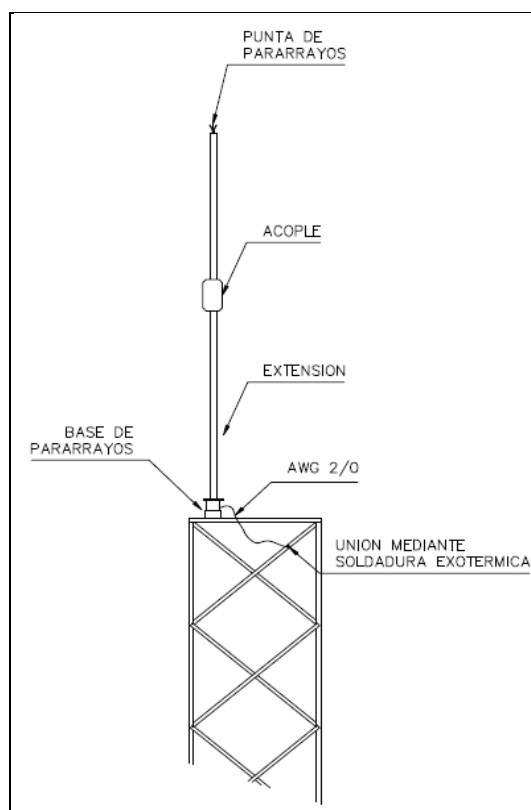 PUNTA DE
PARARRAYOS
ACOPLE
EXTENSION
BASE DE
PARARRAYOS
AWG 2/0
UNION MEDIANTE
SOLDADURA EXOTERMICA